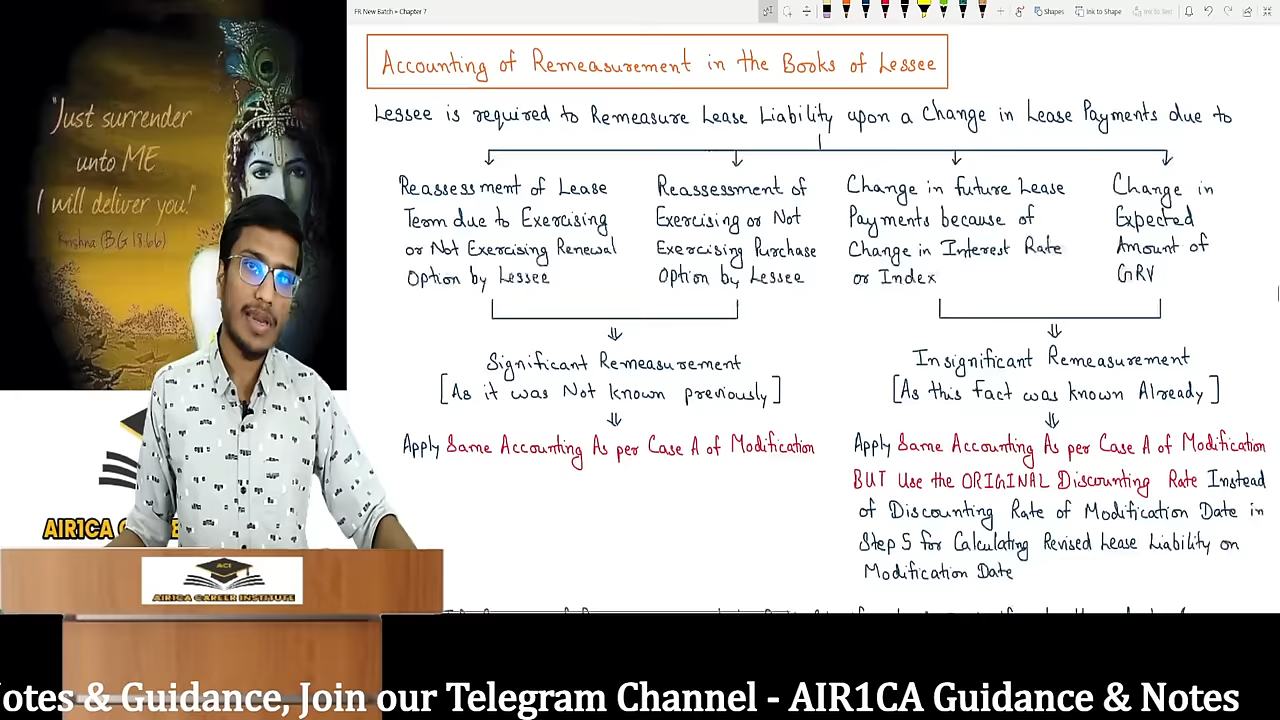 FR New Batch » Chapter 7
Shapes
Ink to Shape
Ink to Text
"Just surrender
unto ME
I will deliver you!"
Krishna (BG 18:66)
Accounting of Remeasurement in the Books of Lessee
Lessee is required to Remeasure Lease Liability upon a Change in Lease Payments due to
Reassessment of Lease
Term due to Exercising
or Not Exercising Renewal
Option by Lessee
Reassessment of
Exercising or Not
Exercising Purchase
Option by Lessee
Change in future Lease
Payments because of
Change in Interest Rate
or Index
Change in
Expected
Amount of
GRV
Significant Remeasurement
[As it was Not known previously]
Apply Same Accounting As per Case A of Modification
Insignificant Remeasurement
[As this fact was known Already]
Apply Same Accounting As per Case A of Modification
BUT Use the ORIGINAL Discounting Rate Instead
of Discounting Rate of Modification Date in
Step 5 for Calculating Revised Lease Liability on
Modification Date
AIR1CA
ACI
AIR1CA CAREER INSTITUTE
Notes & Guidance, Join our Telegram Channel - AIR1CA Guidance & Notes